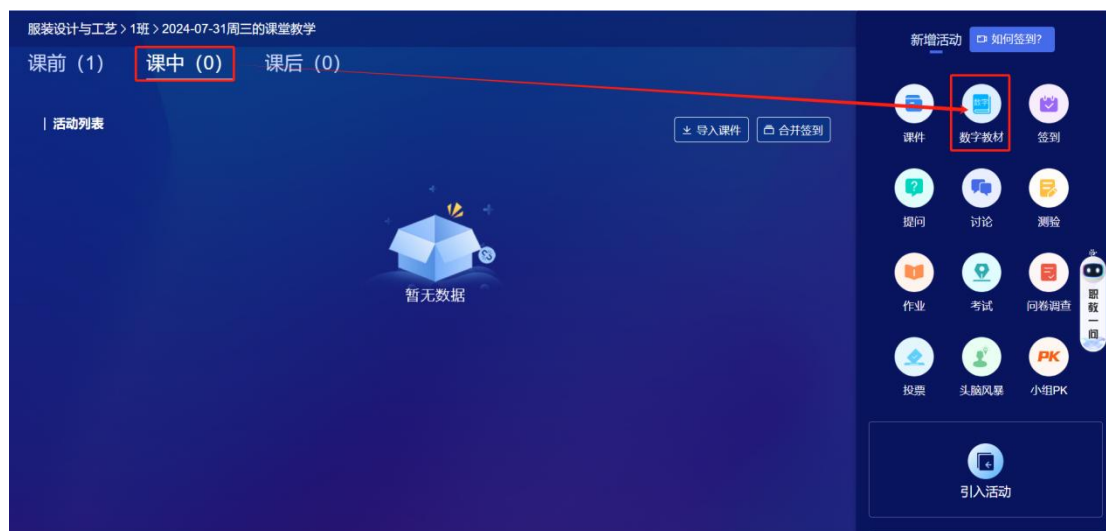 服装设计与工艺 > 1班 > 2024-07-31周三的课堂教学
课前（1） 课中（0） 课后（0）
活动列表
导入课件 合并签到
暂无数据
新增活动 如何签到?
数字
课件 数字教材 签到
提问 讨论 测验
作业 考试 问卷调查
PK
投票 头脑风暴 小组PK
引入活动
职教一问